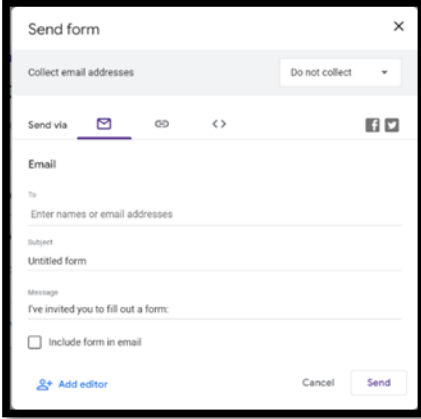 Send form
Collect email addresses Do not collect
Send via
Email
To
Enter names or email addresses
Subject
Untitled form
Message
I've invited you to fill out a form:
Include form in email
Add editor Cancel Send